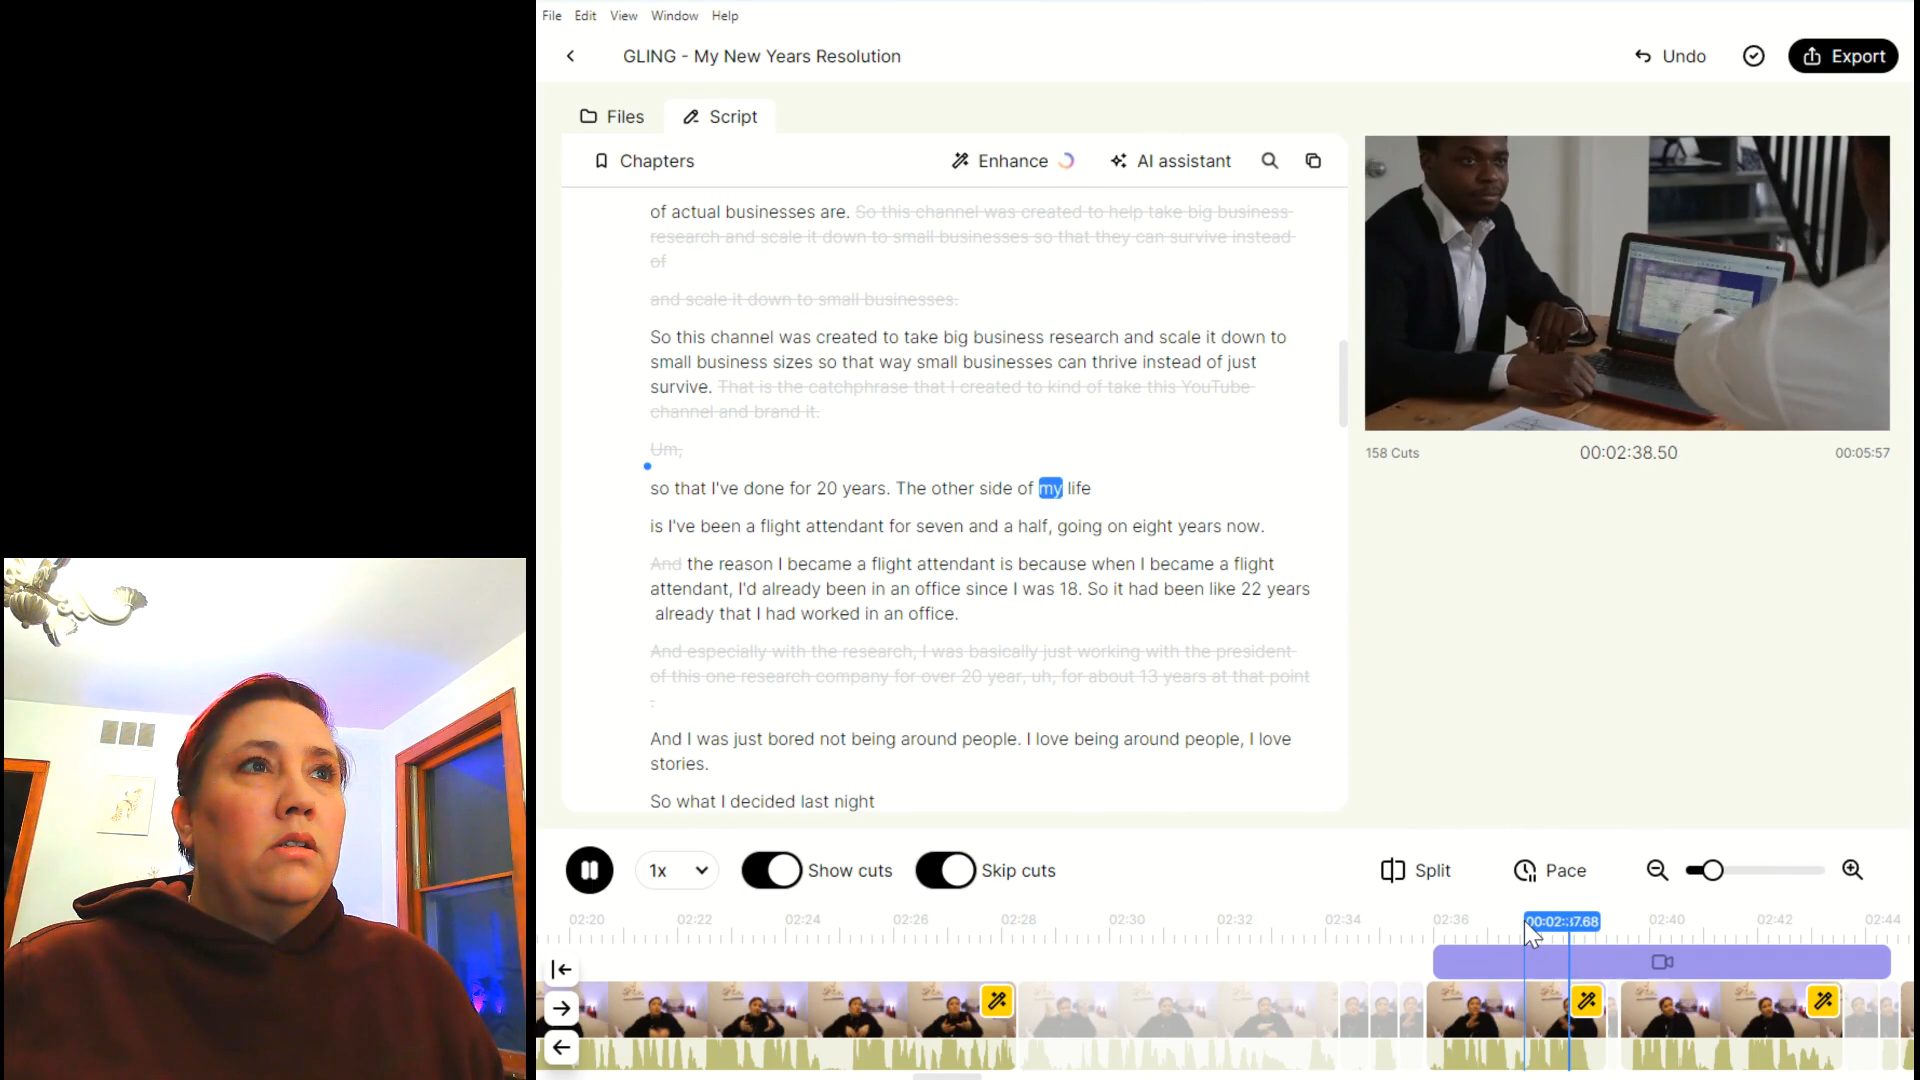 File Edit View Window Help
GLING - My New Years Resolution
Undo
Export
Files
Script
Chapters
Enhance
AI assistant
of actual businesses are. So this channel was created to help take big business
research and scale it down to small businesses so that they can survive instead
of
and scale it down to small businesses.
So this channel was created to take big business research and scale it down to
small business sizes so that way small businesses can thrive instead of just
survive. That is the catchphrase that I created to kind of take this YouTube
channel and brand it.
Um,
so that I've done for 20 years. The other side of my life
is I've been a flight attendant for seven and a half, going on eight years now.
And the reason I became a flight attendant is because when I became a flight
attendant, I'd already been in an office since I was 18. So it had been like 22 years
already that I had worked in an office.
And especially with the research, I was basically just working with the president
of this one research company for over 20 year, uh, for about 13 years at that point
.
And I was just bored not being around people. I love being around people, I love
stories.
So what I decided last night
158 Cuts
00:02:38.50
00:05:57
1x
Show cuts
Skip cuts
Split
Pace
02:20 02:22 02:24 02:26 02:28 02:30 02:32 02:34 02:36 00:02:37.68 02:40 02:42 02:44